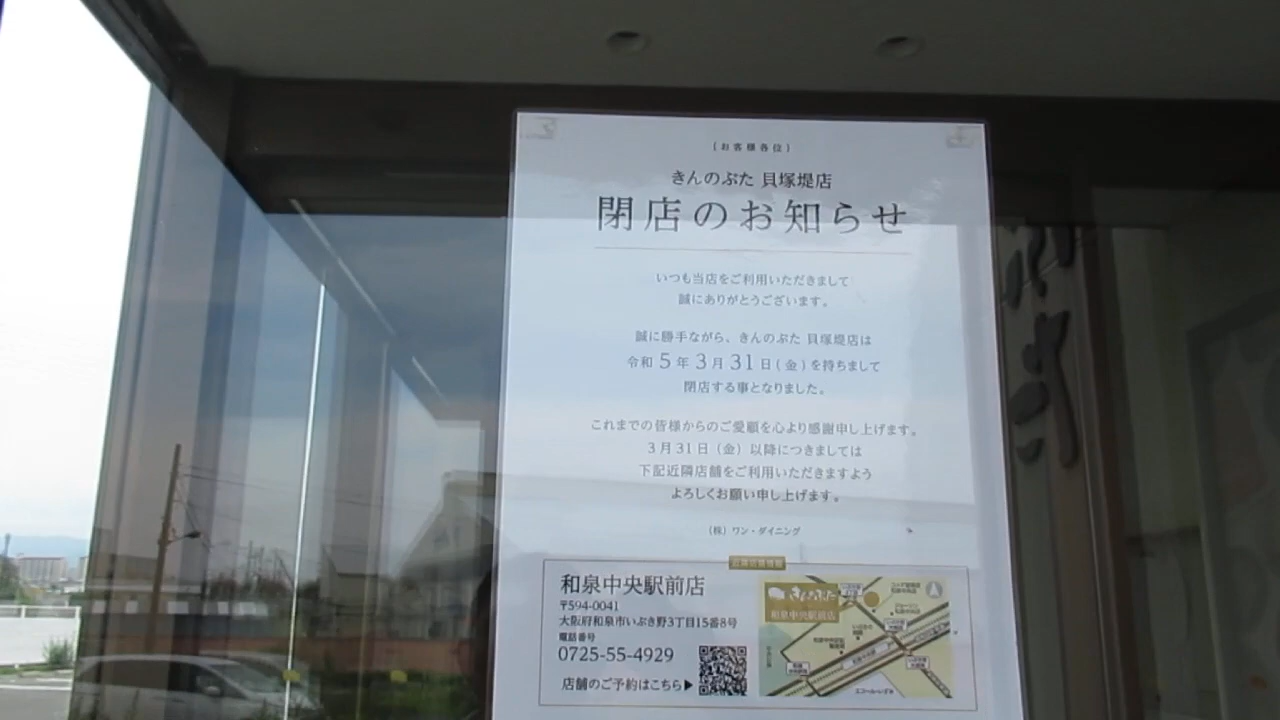 [お客様各位]
きんのぶた 貝塚堤店
閉店のお知らせ
いつも当店をご利用いただきまして
誠にありがとうございます。
誠に勝手ながら、きんのぶた 貝塚堤店は
令和5年3月31日(金)を持ちまして
閉店する事となりました。
これまでの皆様からのご愛顧を心より感謝申し上げます。
3月31日（金）以降につきましては
下記近隣店舗をご利用いただきますよう
よろしくお願い申し上げます。
（株）ワン・ダイニング
和泉中央駅前店
〒594-0041
大阪府和泉市いぶき野3丁目15番8号
電話番号
0725-55-4929
店舗のご予約はこちら▶
きんのぶた
和泉中央駅前店